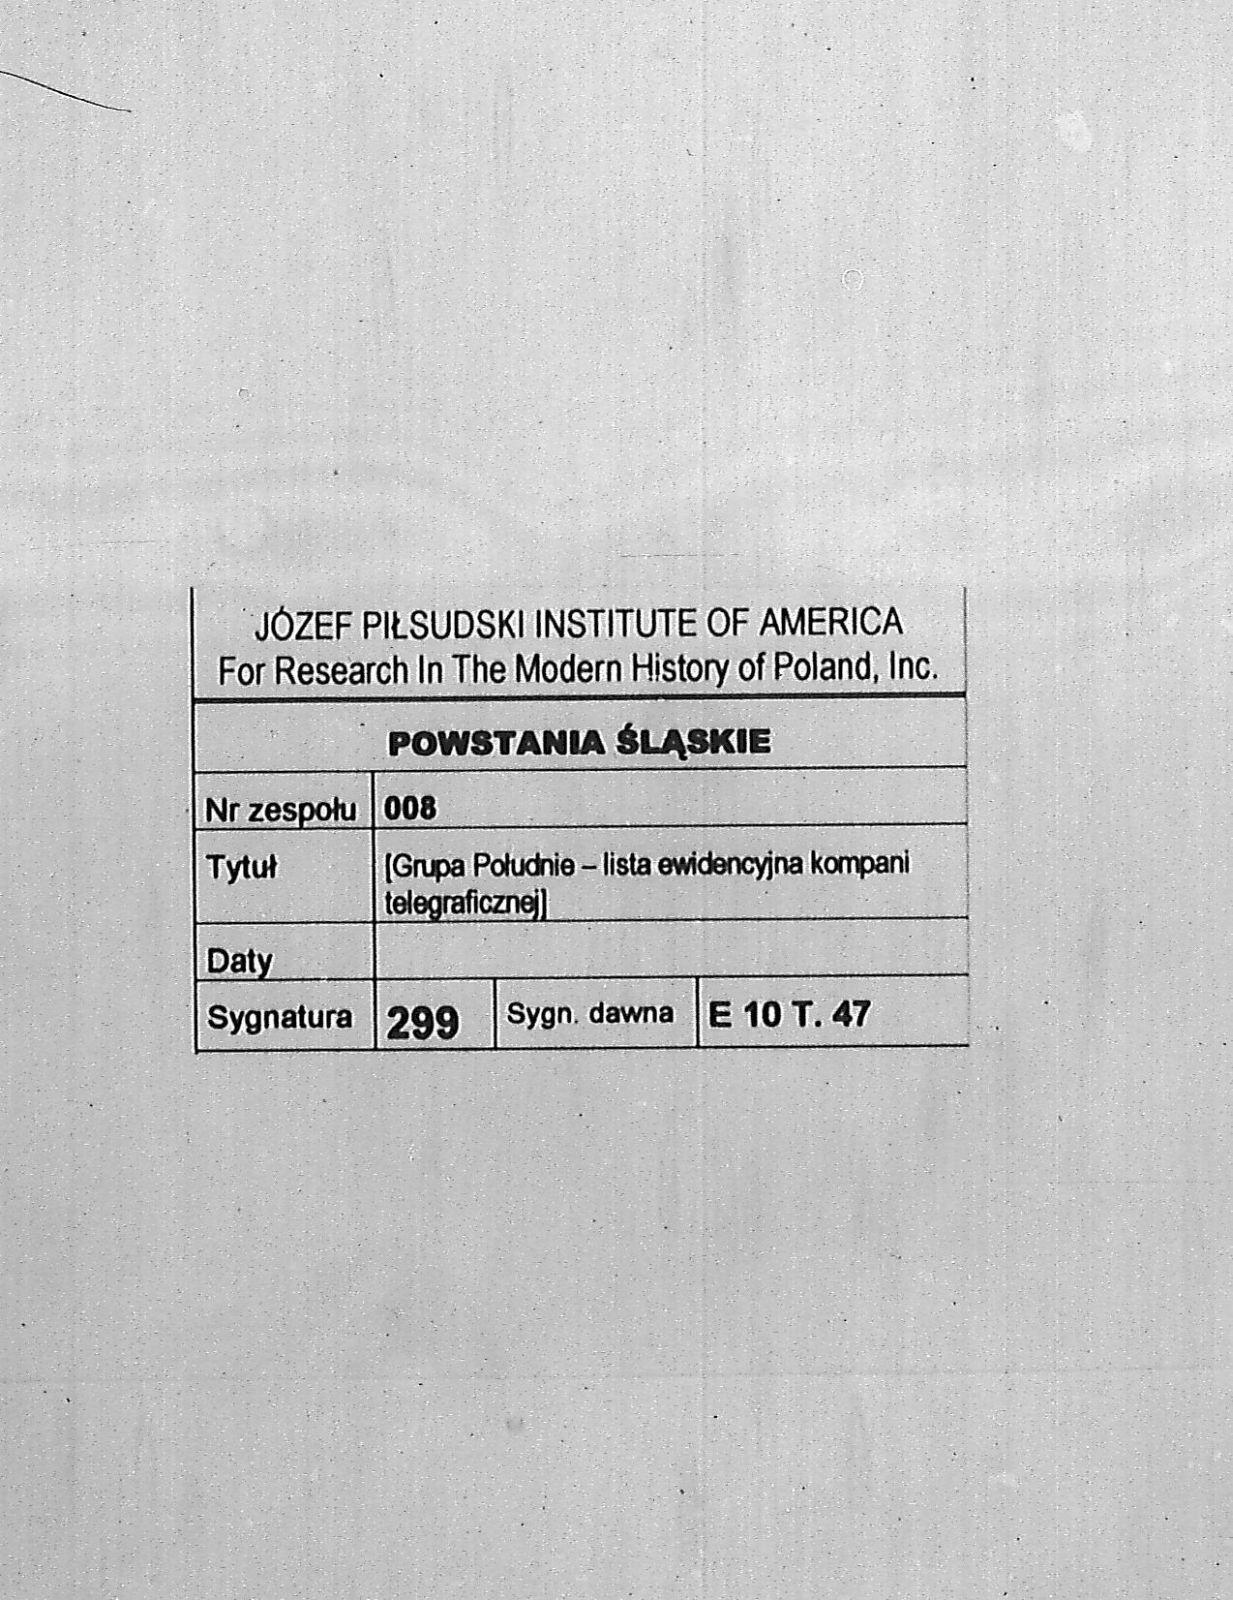 JÓZEF PIŁSUDSKI INSTITUTE OF AMERICA
For Research In The Modern History of Poland, Inc.
POWSTANIA ŚLĄSKIE
Nr zespołu 008
Tytuł [Grupa Południe – lista ewidencyjna kompani
telegraficznej]
Daty
Sygnatura 299 Sygn. dawna E 10 T. 47